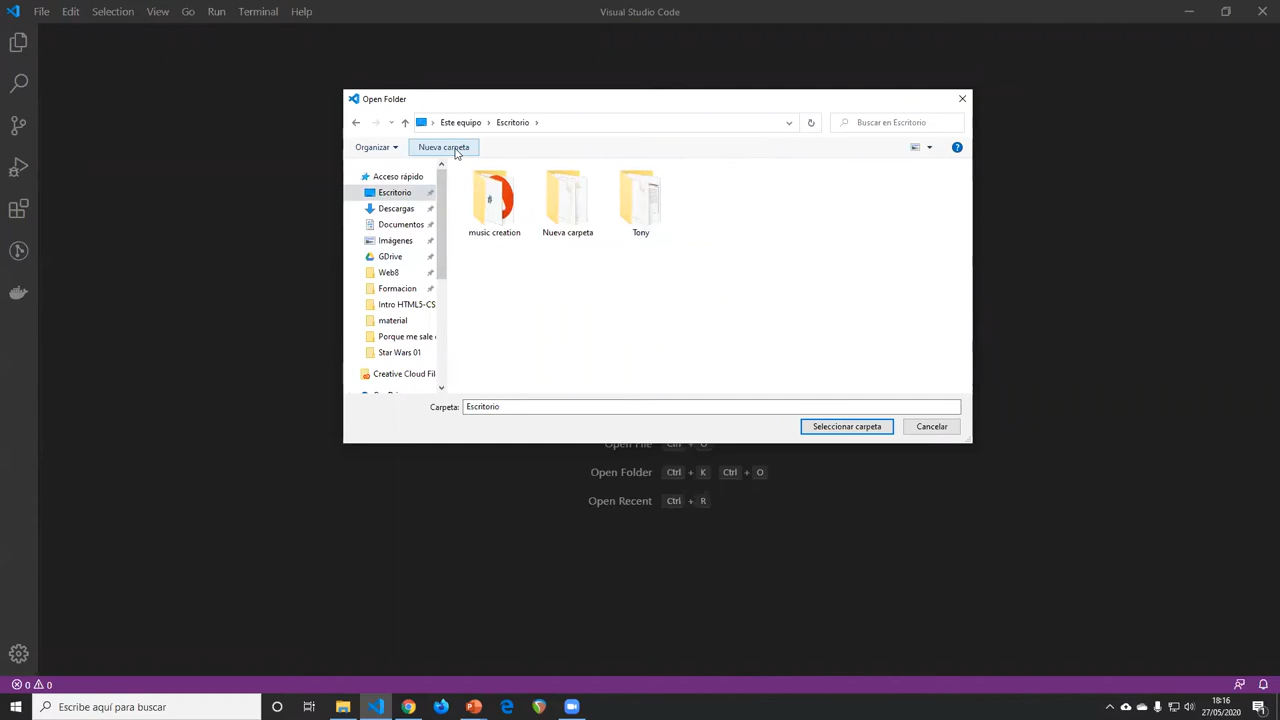 File Edit Selection View Go Run Terminal Help
Visual Studio Code
Open Folder
Este equipo Escritorio
Buscar en Escritorio
Organizar
Nueva carpeta
Acceso rápido
Escritorio
Descargas
Documentos
Imágenes
GDrive
Web8
Formacion
Intro HTML5-CS
material
Porque me sale
Star Wars 01
Creative Cloud Fil
music creation
Nueva carpeta
Tony
Carpeta: Escritorio
Seleccionar carpeta
Cancelar
Open File Ctrl + O
Open Folder Ctrl + K Ctrl + O
Open Recent Ctrl + R
0 0
Escribe aquí para buscar
18:16
27/05/2020